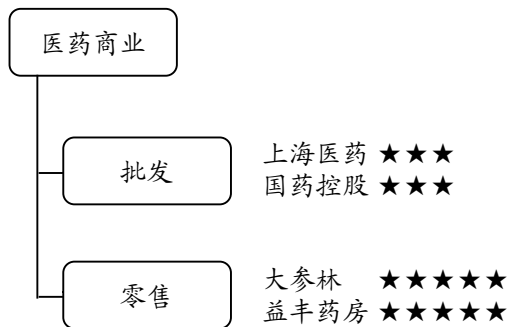 医药商业
批发
上海医药 ★★★
国药控股 ★★★
零售
大参林 ★★★★★
益丰药房 ★★★★★